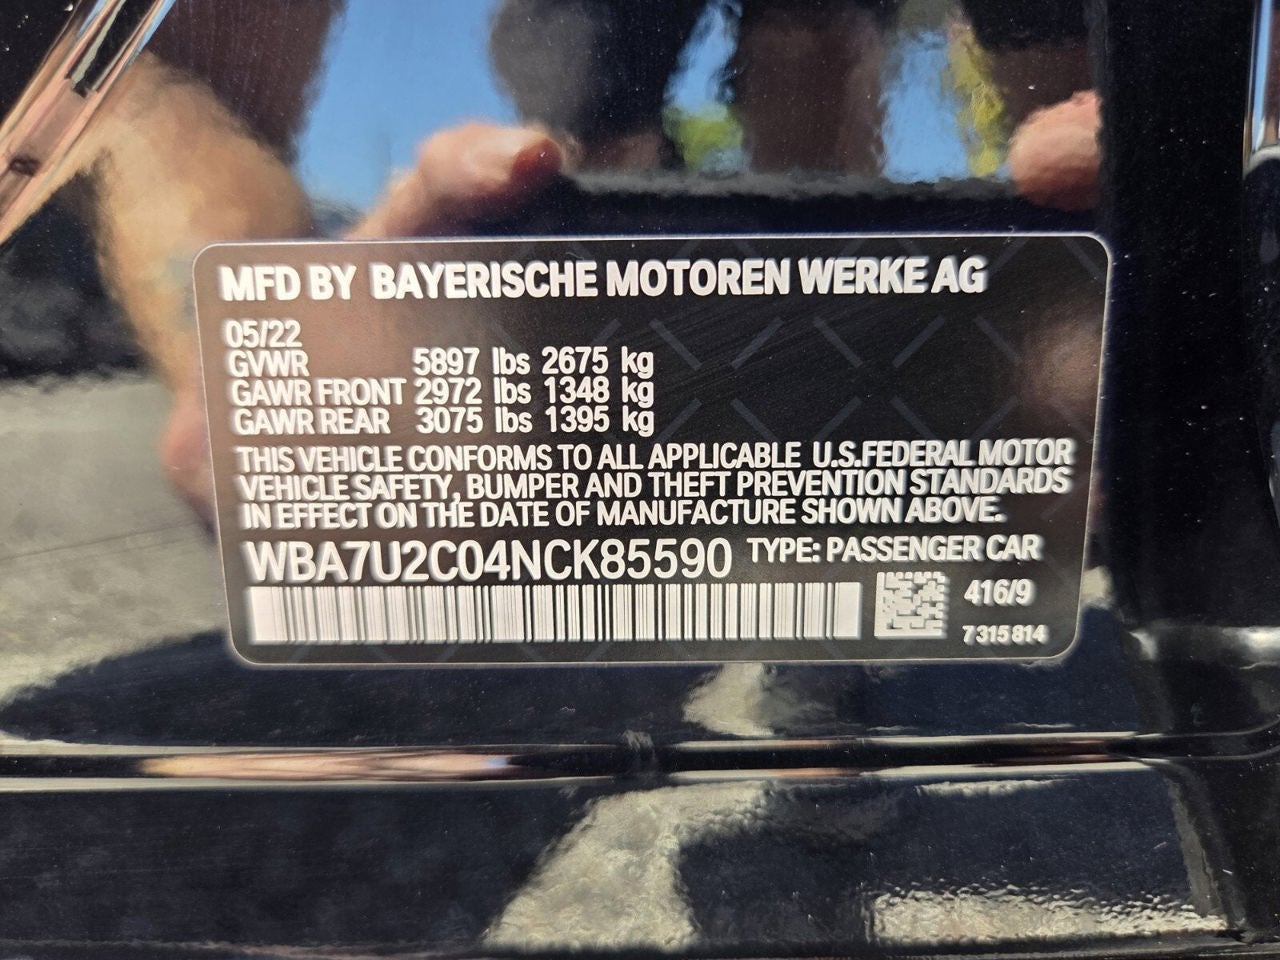 MFD BY BAYERISCHE MOTOREN WERKE AG
05/22
GVWR 5897 lbs 2675 kg
GAWR FRONT 2972 lbs 1348 kg
GAWR REAR 3075 lbs 1395 kg
THIS VEHICLE CONFORMS TO ALL APPLICABLE U.S.FEDERAL MOTOR
VEHICLE SAFETY, BUMPER AND THEFT PREVENTION STANDARDS
IN EFFECT ON THE DATE OF MANUFACTURE SHOWN ABOVE.
WBA7U2C04NCK85590 TYPE: PASSENGER CAR
416/9
7 315 814